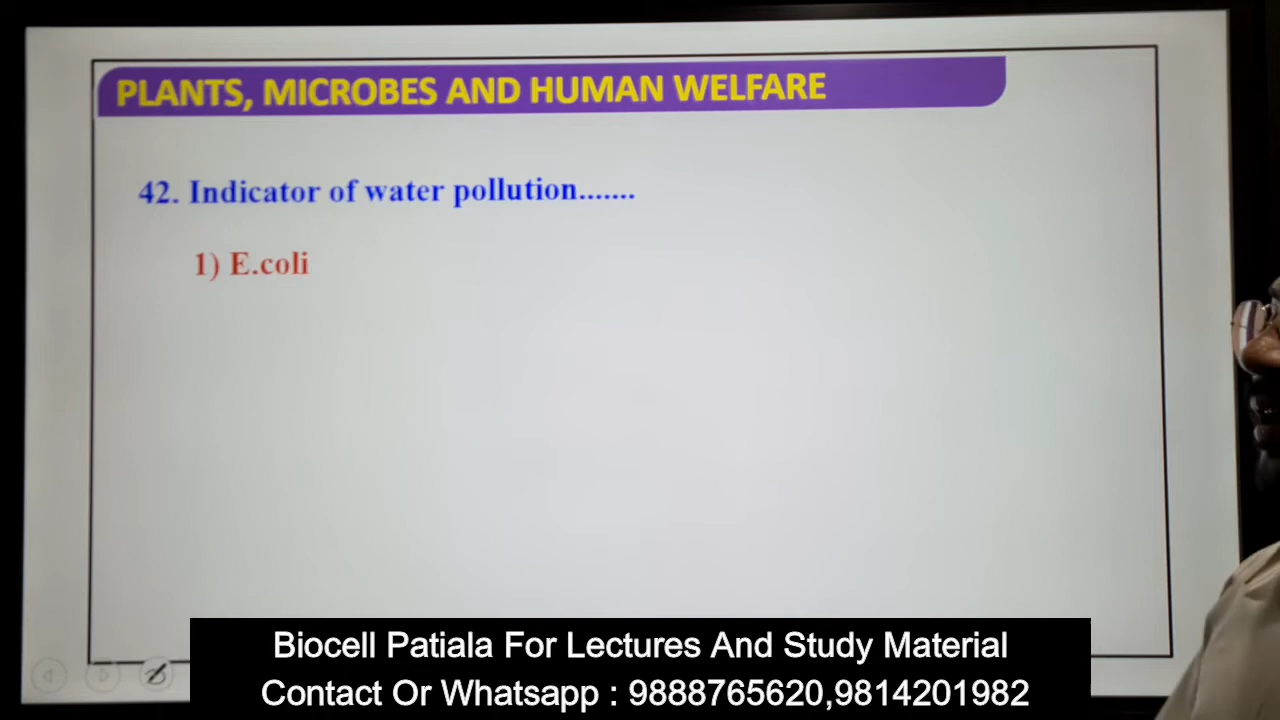 PLANTS, MICROBES AND HUMAN WELFARE
42. Indicator of water pollution.......
1) E.coli
Biocell Patiala For Lectures And Study Material
Contact Or Whatsapp : 9888765620,9814201982